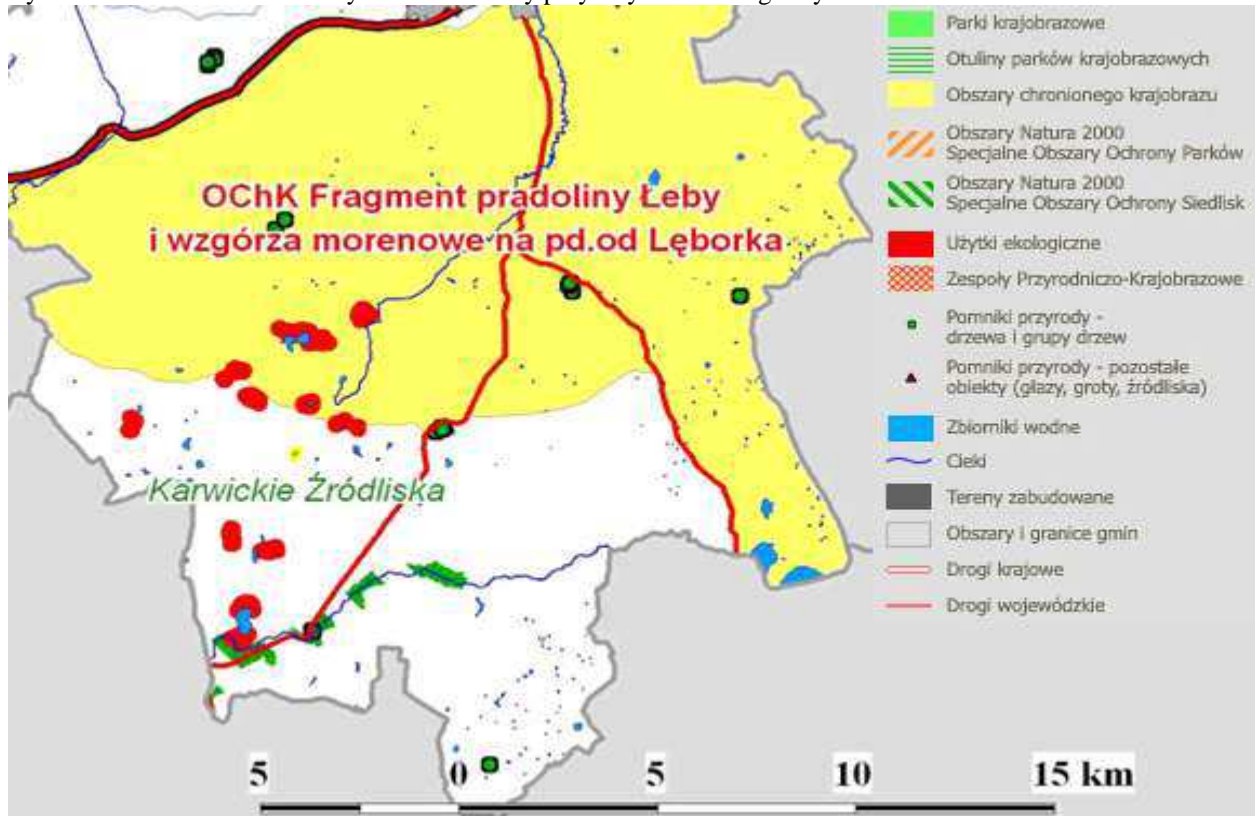 OChK Fragment pradoliny Łeby
i wzgórza morenowe na pd.od Lęborka
Karwickie Źródliska
Parki krajobrazowe
Otuliny parków krajobrazowych
Obszary chronionego krajobrazu
Obszary Natura 2000
Specjalne Obszary Ochrony Parków
Obszary Natura 2000
Specjalne Obszary Ochrony Siedlisk
Użytki ekologiczne
Zespoły Przyrodniczo-Krajobrazowe
Pomniki przyrody -
drzewa i grupy drzew
Pomniki przyrody - pozostałe
obiekty (głazy, groty, źródliska)
Zbiorniki wodne
Cieki
Tereny zabudowane
Obszary i granice gmin
Drogi krajowe
Drogi wojewódzkie
5 0 5 10 15 km